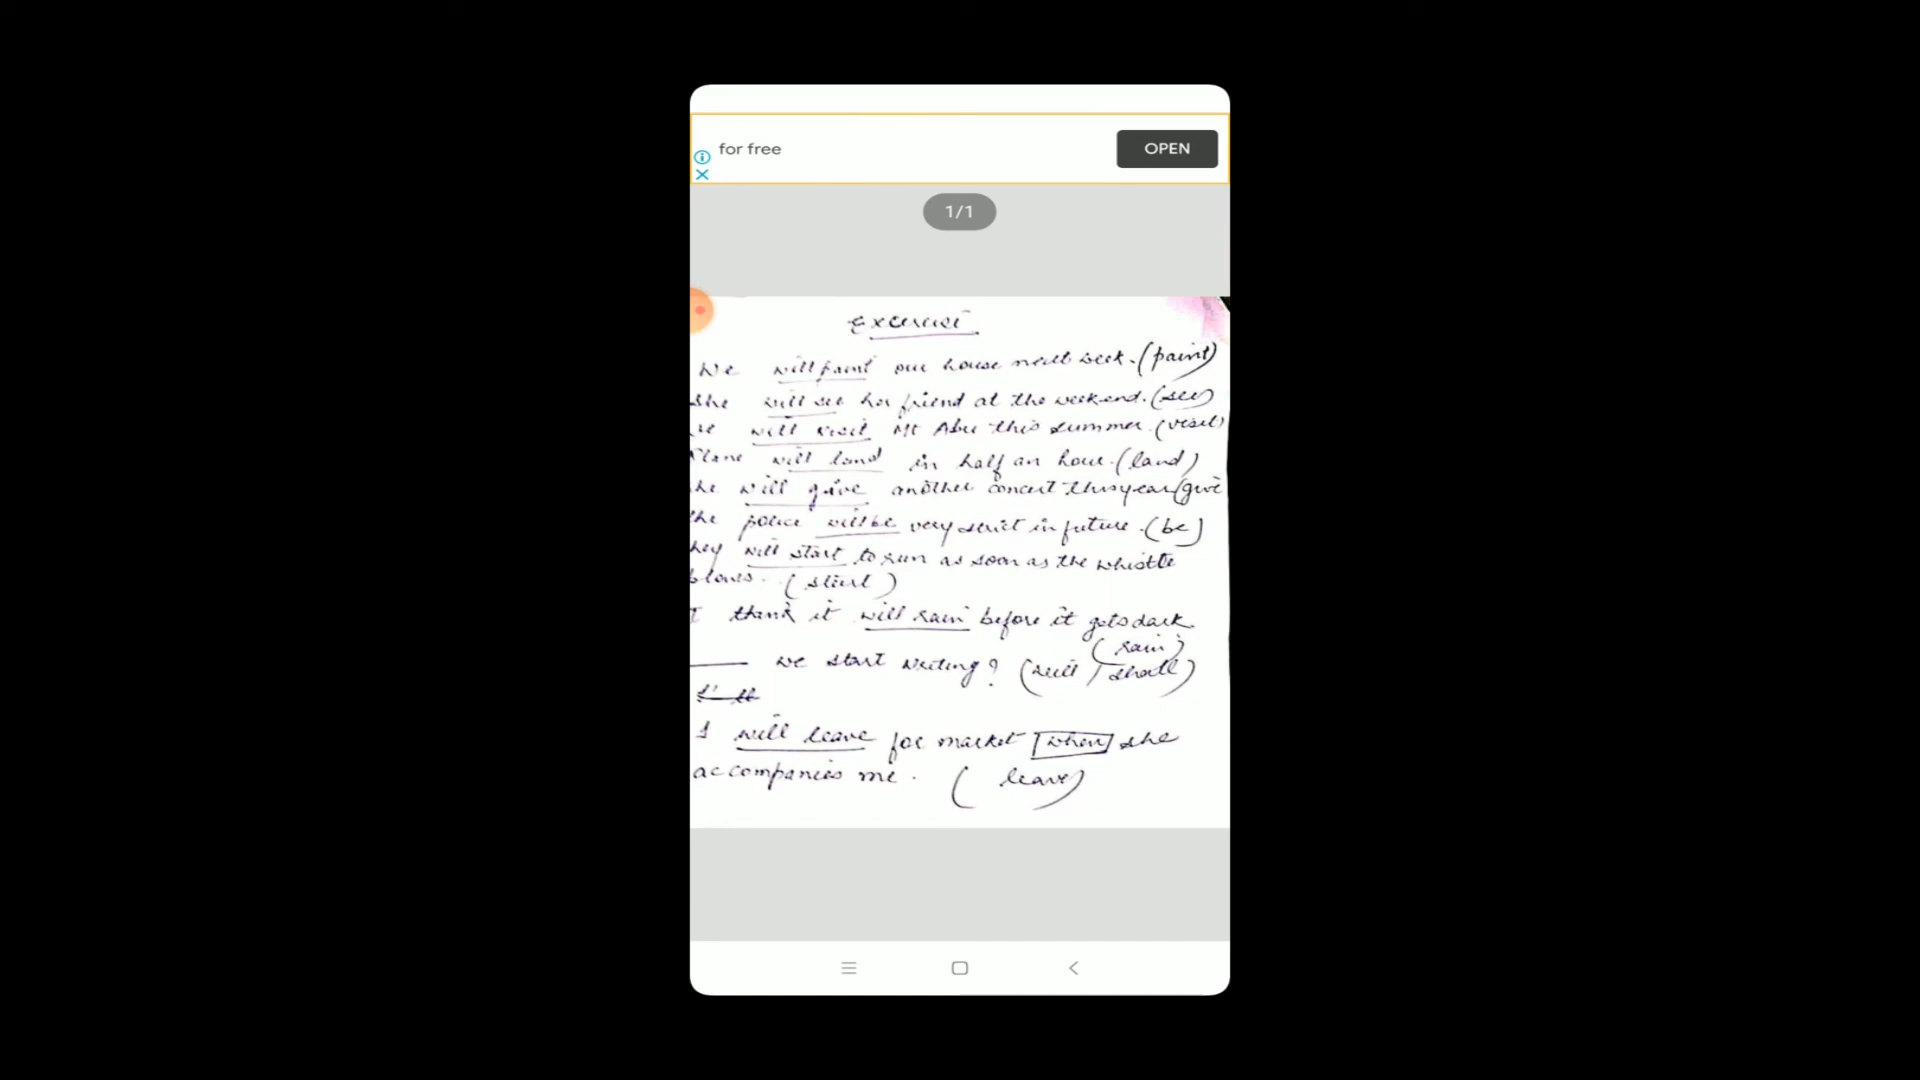 for free
OPEN
1/1
Excercise
We will paint our house next week. (paint)
she will see her friend at the weekend. (see)
will visit Mt Abu this summer. (visit)
Plane will land in half an hour. (land)
he will give another concert this year (give
the police will be very strict in future. (be)
hey will start to run as soon as the whistle
blows. (start)
I think it will rain before it gets dark
(rain)
____ we start writing? (will / shall)
I will leave for market when she
accompanies me. (leave)